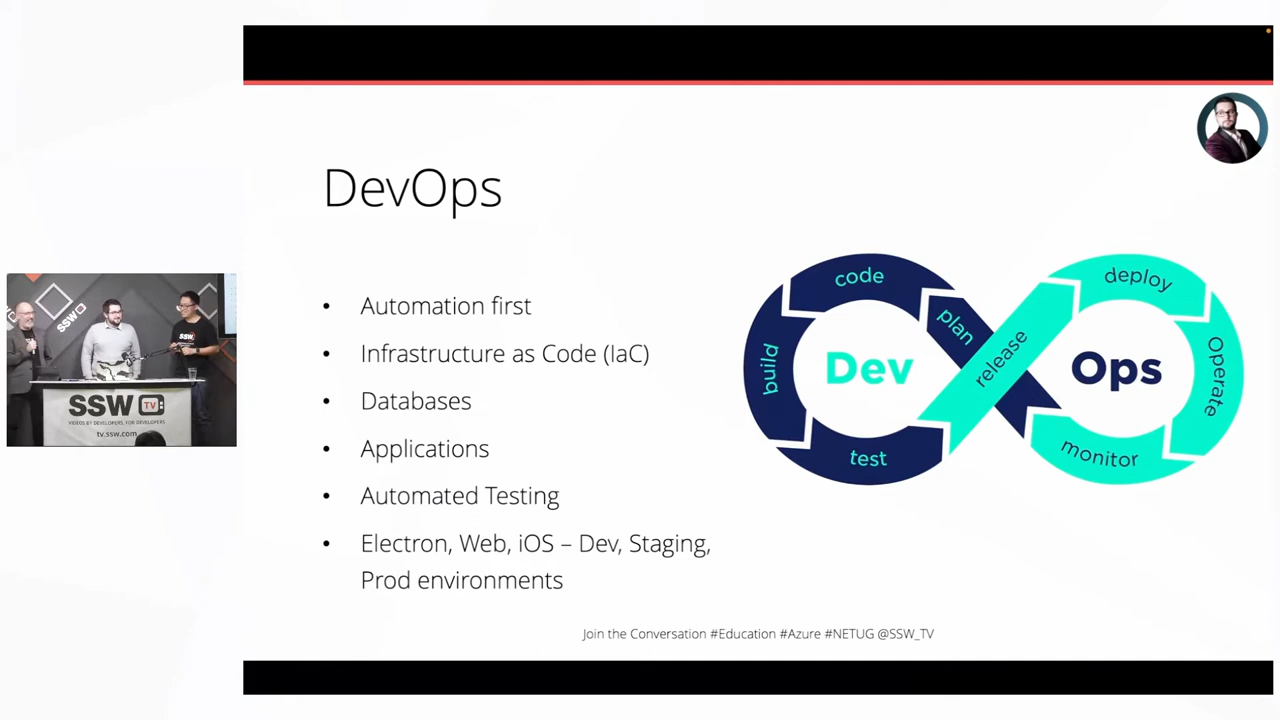 DevOps
• Automation first
• Infrastructure as Code (IaC)
• Databases
• Applications
• Automated Testing
• Electron, Web, iOS – Dev, Staging,
Prod environments
code
plan
build
Dev
test
release
deploy
Operate
Ops
monitor
Join the Conversation #Education #Azure #NETUG @SSW_TV
SSW
SSW
SSW TV
VIDEOS BY DEVELOPERS, FOR DEVELOPERS
tv.ssw.com